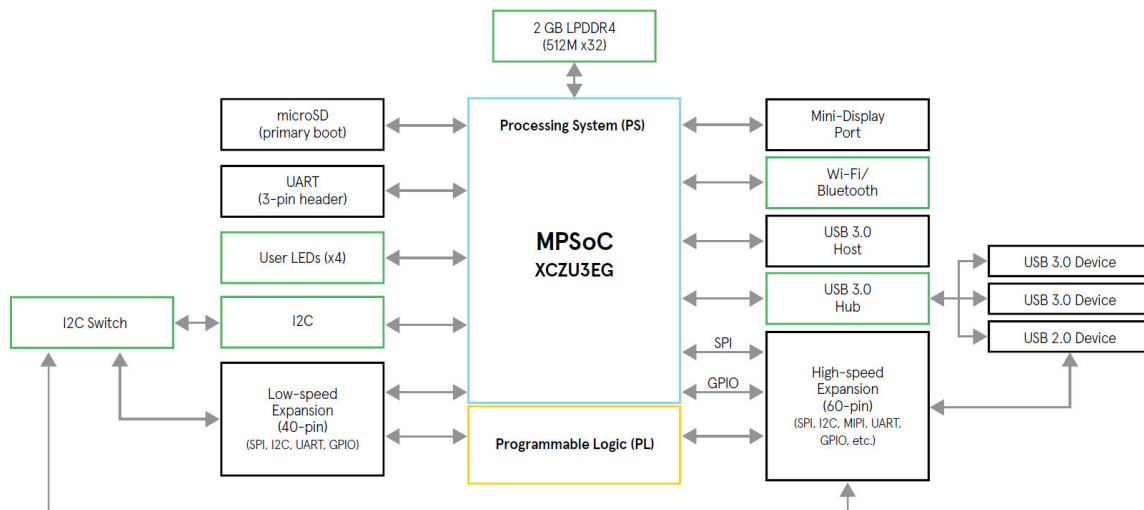 2 GB LPDDR4
(512M x32)
microSD
(primary boot)
Processing System (PS)
Mini-Display
Port
UART
(3-pin header)
Wi-Fi/
Bluetooth
User LEDs (x4)
MPSoC
XCZU3EG
USB 3.0
Host
USB 3.0 Device
I2C Switch
I2C
USB 3.0
Hub
USB 3.0 Device
USB 2.0 Device
SPI
GPIO
Low-speed
Expansion
(40-pin)
(SPI, I2C, UART, GPIO)
Programmable Logic (PL)
High-speed
Expansion
(60-pin)
(SPI, I2C, MIPI, UART,
GPIO, etc.)